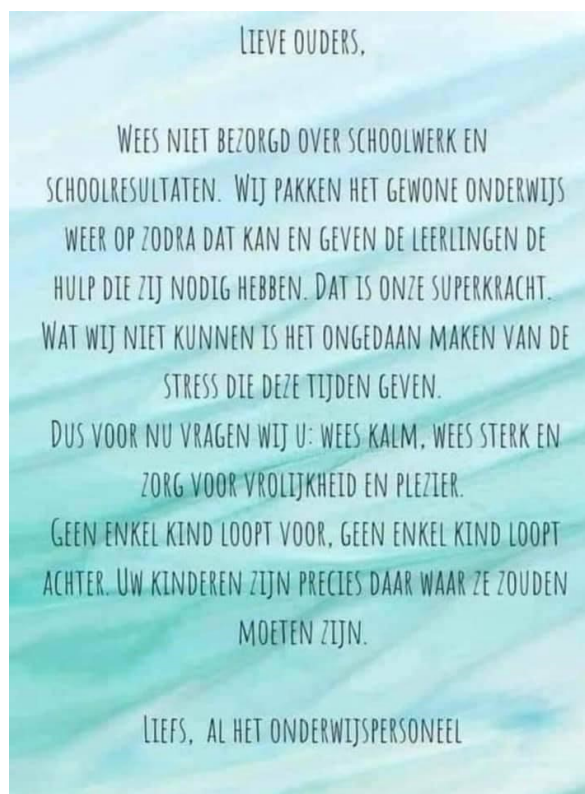 LIEVE OUDERS,
WEES NIET BEZORGD OVER SCHOOLWERK EN
SCHOOLRESULTATEN. WIJ PAKKEN HET GEWONE ONDERWIJS
WEER OP ZODRA DAT KAN EN GEVEN DE LEERLINGEN DE
HULP DIE ZIJ NODIG HEBBEN. DAT IS ONZE SUPERKRACHT.
WAT WIJ NIET KUNNEN IS HET ONGEDAAN MAKEN VAN DE
STRESS DIE DEZE TIJDEN GEVEN.
DUS VOOR NU VRAGEN WIJ U: WEES KALM, WEES STERK EN
ZORG VOOR VROLIJKHEID EN PLEZIER.
GEEN ENKEL KIND LOOPT VOOR, GEEN ENKEL KIND LOOPT
ACHTER. UW KINDEREN ZIJN PRECIES DAAR WAAR ZE ZOUDEN
MOETEN ZIJN.
LIEFS, AL HET ONDERWIJSPERSONEEL